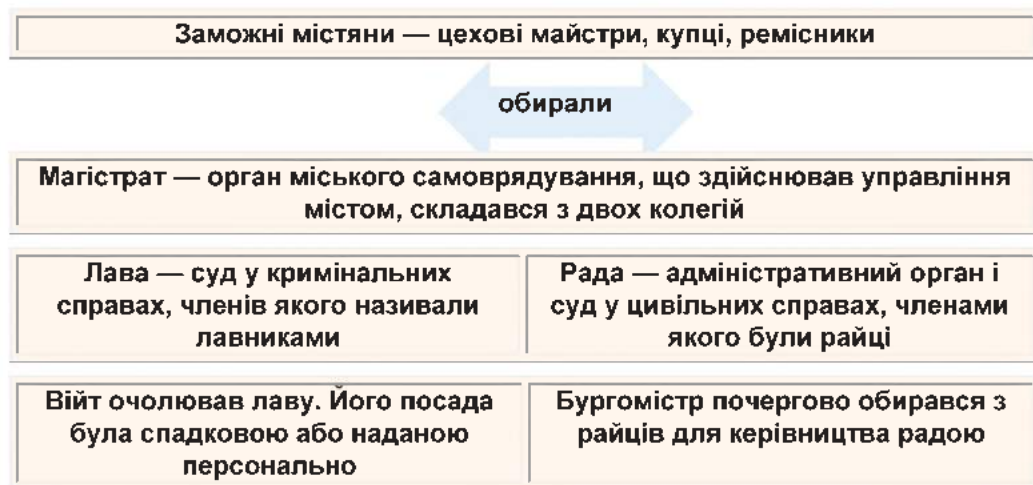 Заможні містяни — цехові майстри, купці, ремісники
обирали
Магістрат — орган міського самоврядування, що здійснював управління
містом, складався з двох колегій
Лава — суд у кримінальних
справах, членів якого називали
лавниками
Рада — адміністративний орган і
суд у цивільних справах, членами
якого були райці
Війт очолював лаву. Його посада
була спадковою або наданою
персонально
Бургомістр почергово обирався з
райців для керівництва радою